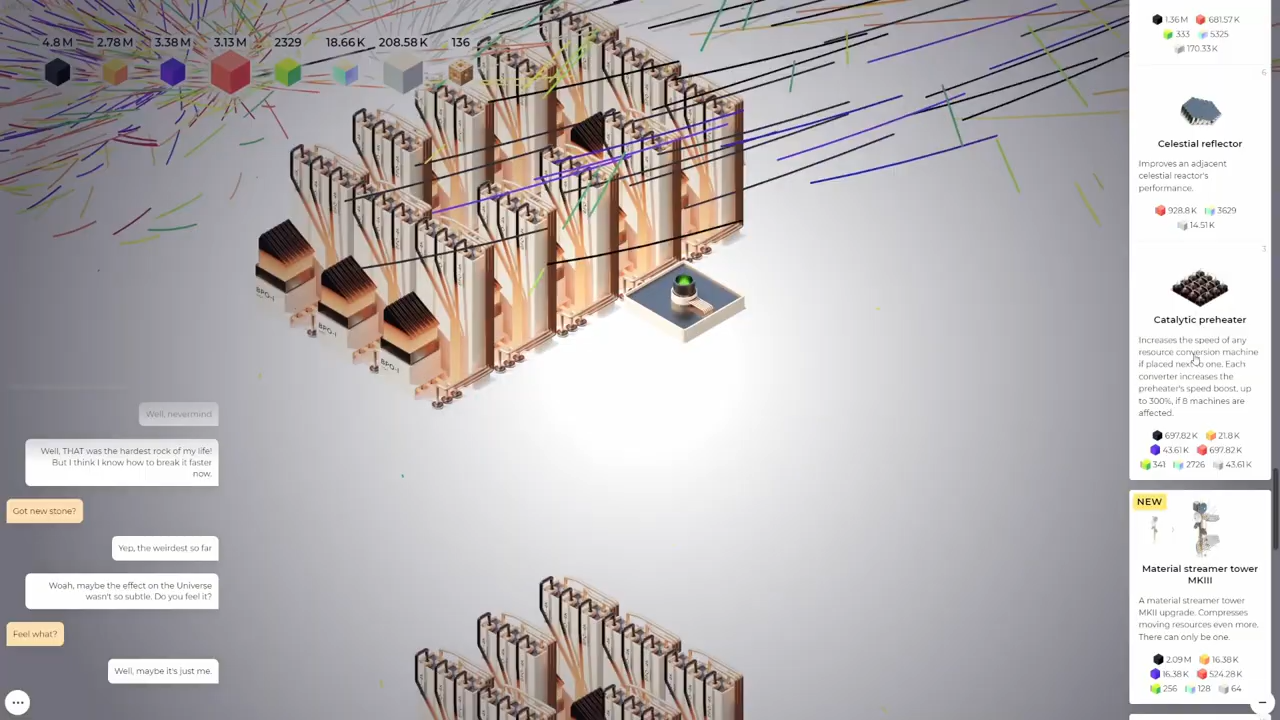 4.8 M 2.78 M 3.38 M 3.13 M 2329 18.66 K 208.58 K 136
BPG-I
BPG-I
BPG-I
Well, nevermind
Well, THAT was the hardest rock of my life!
But I think I know how to break it faster
now.
Got new stone?
Yep, the weirdest so far
Woah, maybe the effect on the Universe
wasn't so subtle. Do you feel it?
Feel what?
Well, maybe it's just me.
1.36 M 681.57 K
333 5325
170.33 K
6
Celestial reflector
Improves an adjacent
celestial reactor's
performance.
928.8 K 3629
14.51 K
3
Catalytic preheater
Increases the speed of any
resource conversion machine
if placed next to one. Each
converter increases the
preheater's speed boost, up
to 300%, if 8 machines are
affected.
697.82 K 21.8 K
43.61 K 697.82 K
341 2726 43.61 K
NEW
Material streamer tower
MKIII
A material streamer tower
MKII upgrade. Compresses
moving resources even more.
There can only be one.
2.09 M 16.38 K
16.38 K 524.28 K
256 128 64